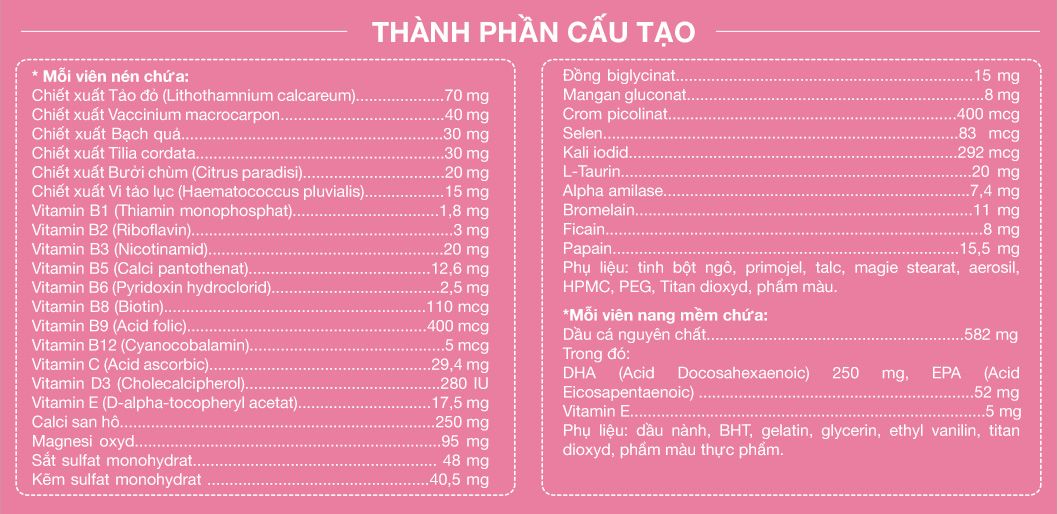 THÀNH PHẦN CẤU TẠO
* Mỗi viên nén chứa:
Chiết xuất Tảo đỏ (Lithothamnium calcareum)....................70 mg
Chiết xuất Vaccinium macrocarpon.....................................40 mg
Chiết xuất Bạch quả...........................................................30 mg
Chiết xuất Tilia cordata........................................................30 mg
Chiết xuất Bưởi chùm (Citrus paradisi)................................20 mg
Chiết xuất Vi tảo lục (Haematococcus pluvialis)..................15 mg
Vitamin B1 (Thiamin monophosphat).................................1,8 mg
Vitamin B2 (Riboflavin)...........................................................3 mg
Vitamin B3 (Nicotinamid).....................................................20 mg
Vitamin B5 (Calci pantothenat).........................................12,6 mg
Vitamin B6 (Pyridoxin hydroclorid)......................................2,5 mg
Vitamin B8 (Biotin)...........................................................110 mcg
Vitamin B9 (Acid folic)......................................................400 mcg
Vitamin B12 (Cyanocobalamin)............................................5 mcg
Vitamin C (Acid ascorbic)..................................................29,4 mg
Vitamin D3 (Cholecalcipherol)............................................280 IU
Vitamin E (D-alpha-tocopheryl acetat)..............................17,5 mg
Calci san hô......................................................................250 mg
Magnesi oxyd.....................................................................95 mg
Sắt sulfat monohydrat....................................................... 48 mg
Kẽm sulfat monohydrat ..................................................40,5 mg
Đồng biglycinat...................................................................15 mg
Mangan gluconat...................................................................8 mg
Crom picolinat.................................................................400 mcg
Selen................................................................................83 mcg
Kali iodid..........................................................................292 mcg
L-Taurin...............................................................................20 mg
Alpha amilase.....................................................................7,4 mg
Bromelain............................................................................11 mg
Ficain.....................................................................................8 mg
Papain..............................................................................15,5 mg
Phụ liệu: tinh bột ngô, primojel, talc, magie stearat, aerosil,
HPMC, PEG, Titan dioxyd, phẩm màu.
*Mỗi viên nang mềm chứa:
Dầu cá nguyên chất..........................................................582 mg
Trong đó:
DHA (Acid Docosahexaenoic) 250 mg, EPA (Acid
Eicosapentaenoic) ..............................................................52 mg
Vitamin E................................................................................5 mg
Phụ liệu: dầu nành, BHT, gelatin, glycerin, ethyl vanilin, titan
dioxyd, phẩm màu thực phẩm.